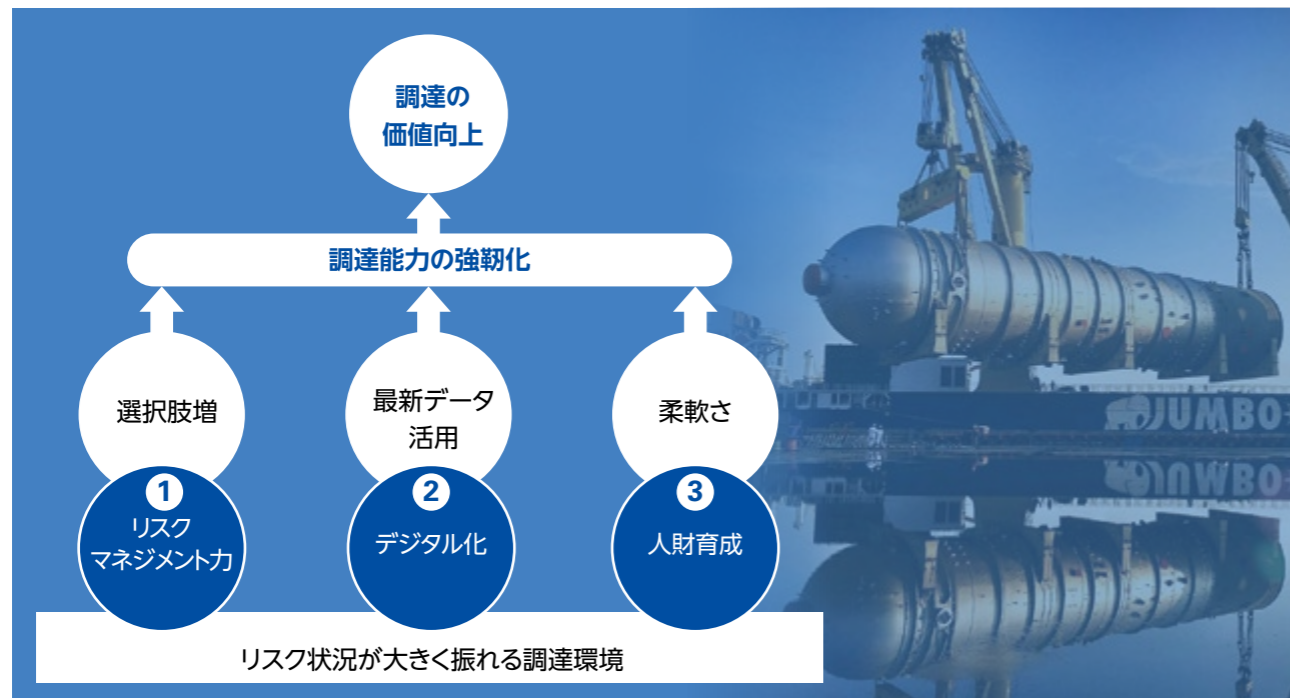 調達の
価値向上
調達能力の強靭化
選択肢増
最新データ
活用
柔軟さ
1
リスク
マネジメント力
2
デジタル化
3
人財育成
リスク状況が大きく振れる調達環境
JUMBO